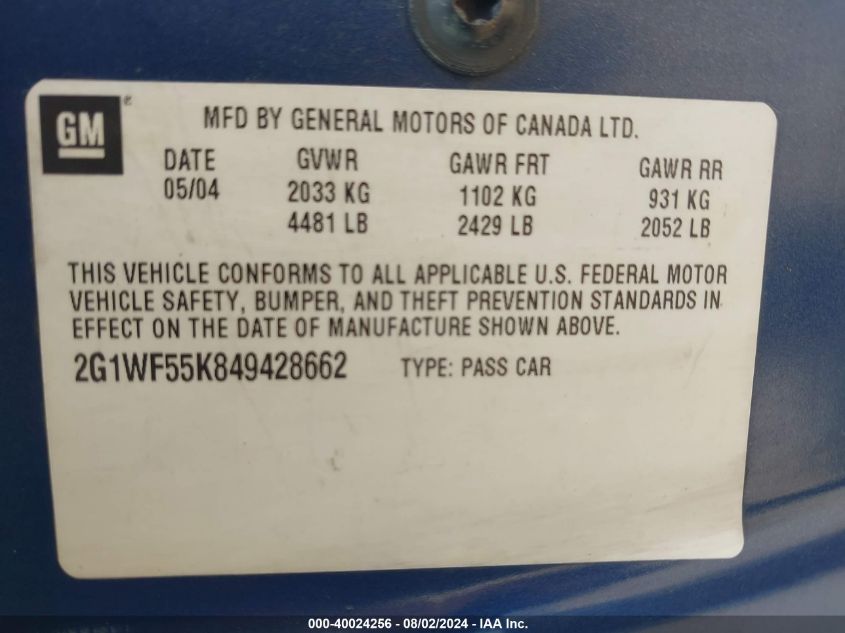 GM®
MFD BY GENERAL MOTORS OF CANADA LTD.
DATE GVWR GAWR FRT GAWR RR
05/04 2033 KG 1102 KG 931 KG
4481 LB 2429 LB 2052 LB
THIS VEHICLE CONFORMS TO ALL APPLICABLE U.S. FEDERAL MOTOR
VEHICLE SAFETY, BUMPER, AND THEFT PREVENTION STANDARDS IN
EFFECT ON THE DATE OF MANUFACTURE SHOWN ABOVE.
2G1WF55K849428662 TYPE: PASS CAR
000-40024256 - 08/02/2024 - IAA Inc.